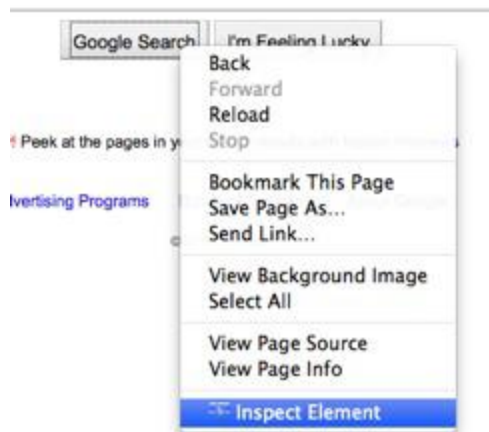 Google Search I'm Feeling Lucky
Back
Forward
Reload
Peek at the pages in
Stop
Bookmark This Page
vertising Programs
Save Page As...
Send Link...
View Background Image
Select All
View Page Source
View Page Info
Inspect Element